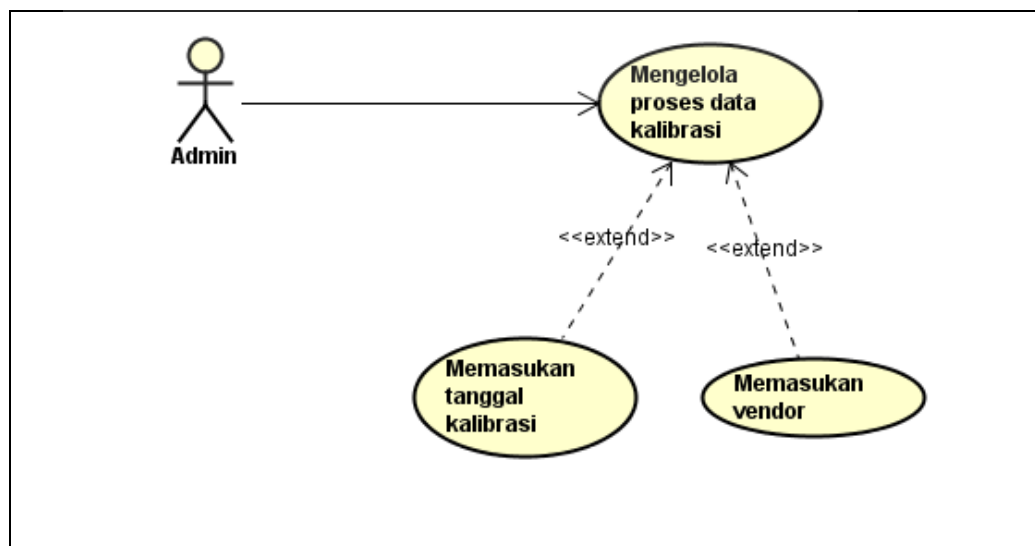 Mengelola
proses data
kalibrasi
Admin
<<extend>>
<<extend>>
Memasukan
tanggal
kalibrasi
Memasukan
vendor